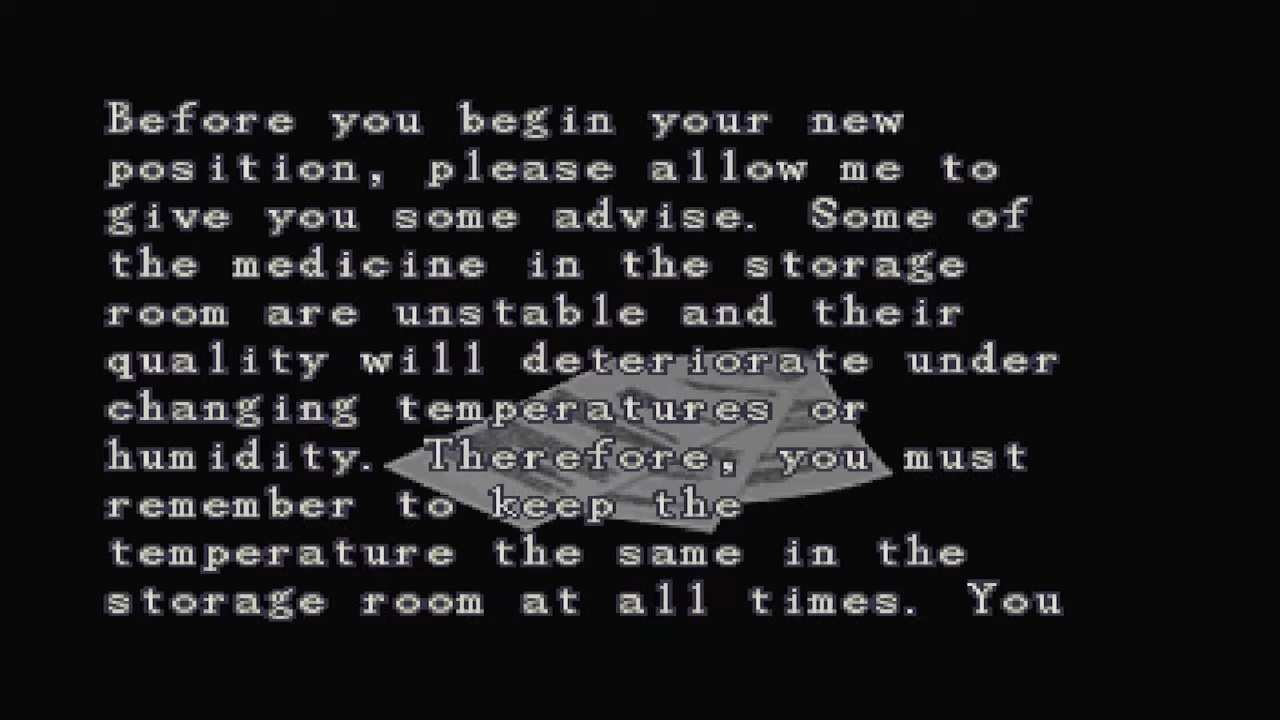 Before you begin your new
position, please allow me to
give you some advise. Some of
the medicine in the storage
room are unstable and their
quality will deteriorate under
changing temperatures or
humidity. Therefore, you must
remember to keep the
temperature the same in the
storage room at all times. You